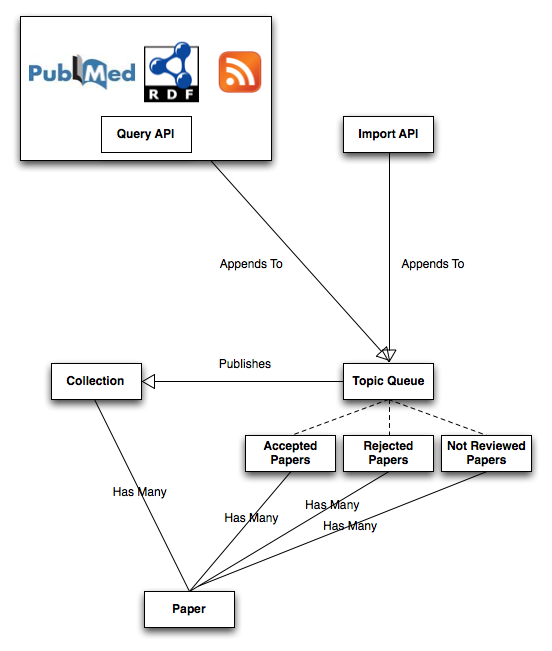 PubMed
RDF
Query API
Import API
Appends To
Appends To
Publishes
Collection
Topic Queue
Accepted
Papers
Rejected
Papers
Not Reviewed
Papers
Has Many
Has Many
Has Many
Has Many
Paper